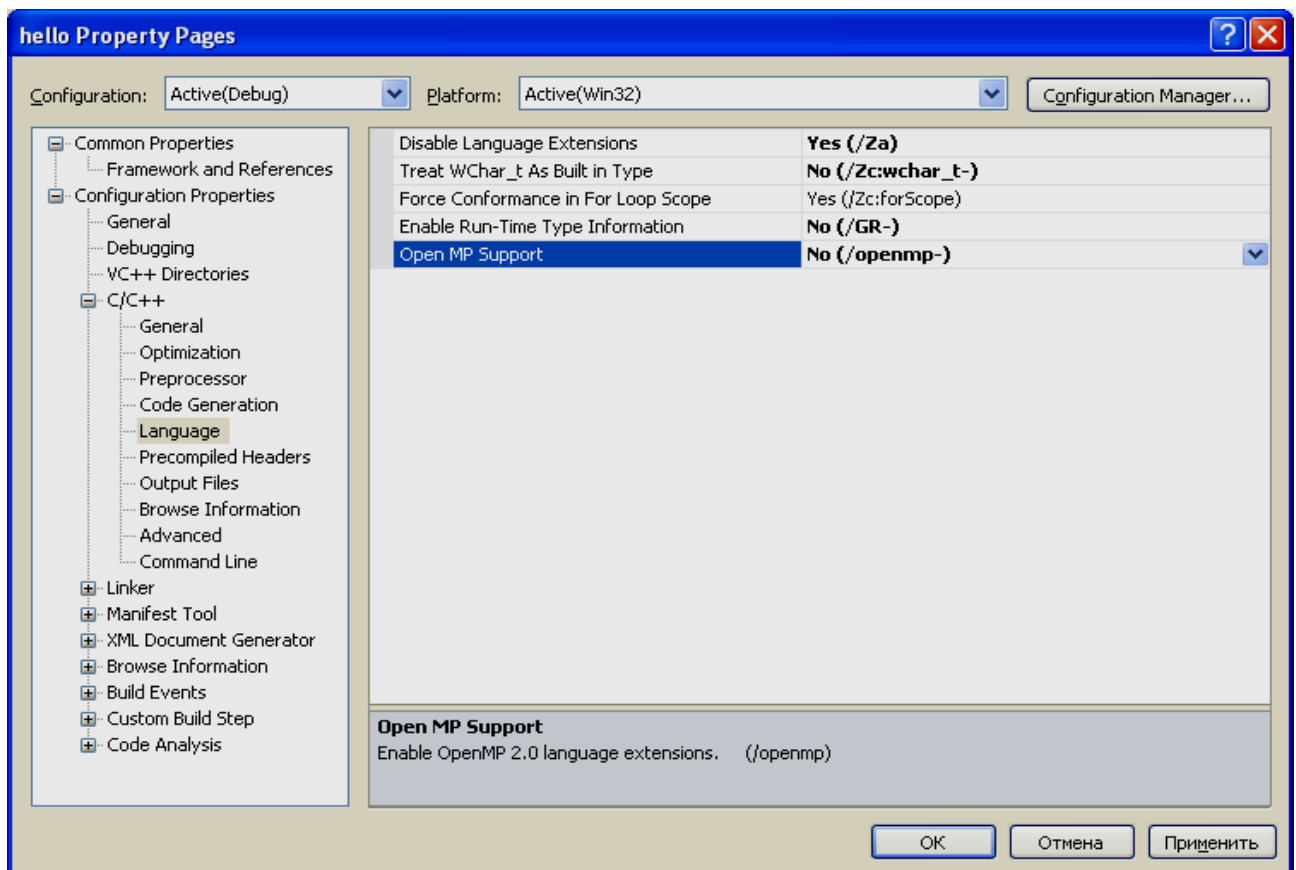 hello Property Pages
Configuration: Active(Debug) Platform: Active(Win32) Configuration Manager...
Common Properties
Framework and References
Configuration Properties
General
Debugging
VC++ Directories
C/C++
General
Optimization
Preprocessor
Code Generation
Language
Precompiled Headers
Output Files
Browse Information
Advanced
Command Line
Linker
Manifest Tool
XML Document Generator
Browse Information
Build Events
Custom Build Step
Code Analysis
Disable Language Extensions Yes (/Za)
Treat WChar_t As Built in Type No (/Zc:wchar_t-)
Force Conformance in For Loop Scope Yes (/Zc:forScope)
Enable Run-Time Type Information No (/GR-)
Open MP Support No (/openmp-)
Open MP Support
Enable OpenMP 2.0 language extensions. (/openmp)
ОК Отмена Применить